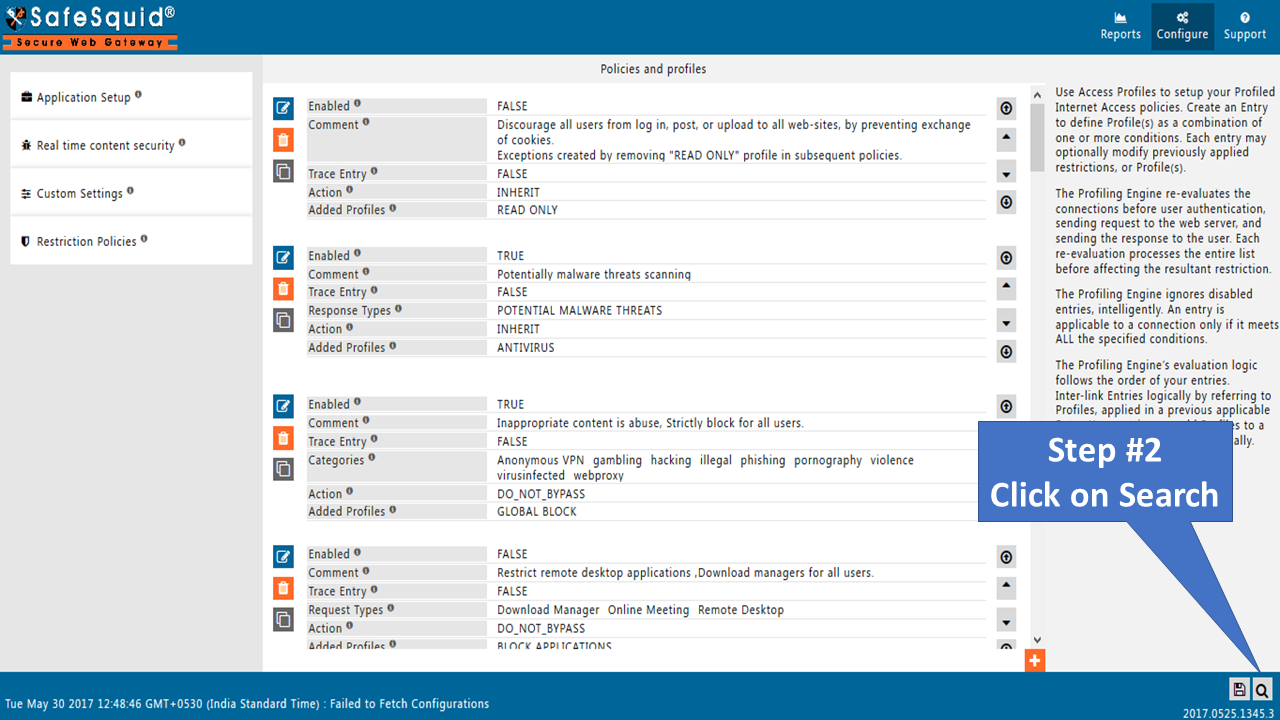 SafeSquid®
Secure Web Gateway
Reports
Configure
Support
Application Setup
Real time content security
Custom Settings
Restriction Policies
Policies and profiles
Enabled FALSE
Comment Discourage all users from log in, post, or upload to all web-sites, by preventing exchange
of cookies.
Exceptions created by removing "READ ONLY" profile in subsequent policies.
Trace Entry FALSE
Action INHERIT
Added Profiles READ ONLY
Enabled TRUE
Comment Potentially malware threats scanning
Trace Entry FALSE
Response Types POTENTIAL MALWARE THREATS
Action INHERIT
Added Profiles ANTIVIRUS
Enabled TRUE
Comment Inappropriate content is abuse, Strictly block for all users.
Trace Entry FALSE
Categories Anonymous VPN gambling hacking illegal phishing pornography violence
virusinfected webproxy
Action DO_NOT_BYPASS
Added Profiles GLOBAL BLOCK
Enabled FALSE
Comment Restrict remote desktop applications ,Download managers for all users.
Trace Entry FALSE
Request Types Download Manager Online Meeting Remote Desktop
Action DO_NOT_BYPASS
Added Profiles BLOCK APPLICATIONS
Use Access Profiles to setup your Profiled
Internet Access policies. Create an Entry
to define Profile(s) as a combination of
one or more conditions. Each entry may
optionally modify previously applied
restrictions, or Profile(s).
The Profiling Engine re-evaluates the
connections before user authentication,
sending request to the web server, and
sending the response to the user. Each
re-evaluation processes the entire list
before affecting the resultant restriction.
The Profiling Engine ignores disabled
entries, intelligently. An entry is
applicable to a connection only if it meets
ALL the specified conditions.
The Profiling Engine's evaluation logic
follows the order of your entries.
Inter-link Entries logically by referring to
Profiles, applied in a previous applicable
to a
Step #2
Click on Search
Tue May 30 2017 12:48:46 GMT+0530 (India Standard Time) : Failed to Fetch Configurations
2017.0525.1345.3